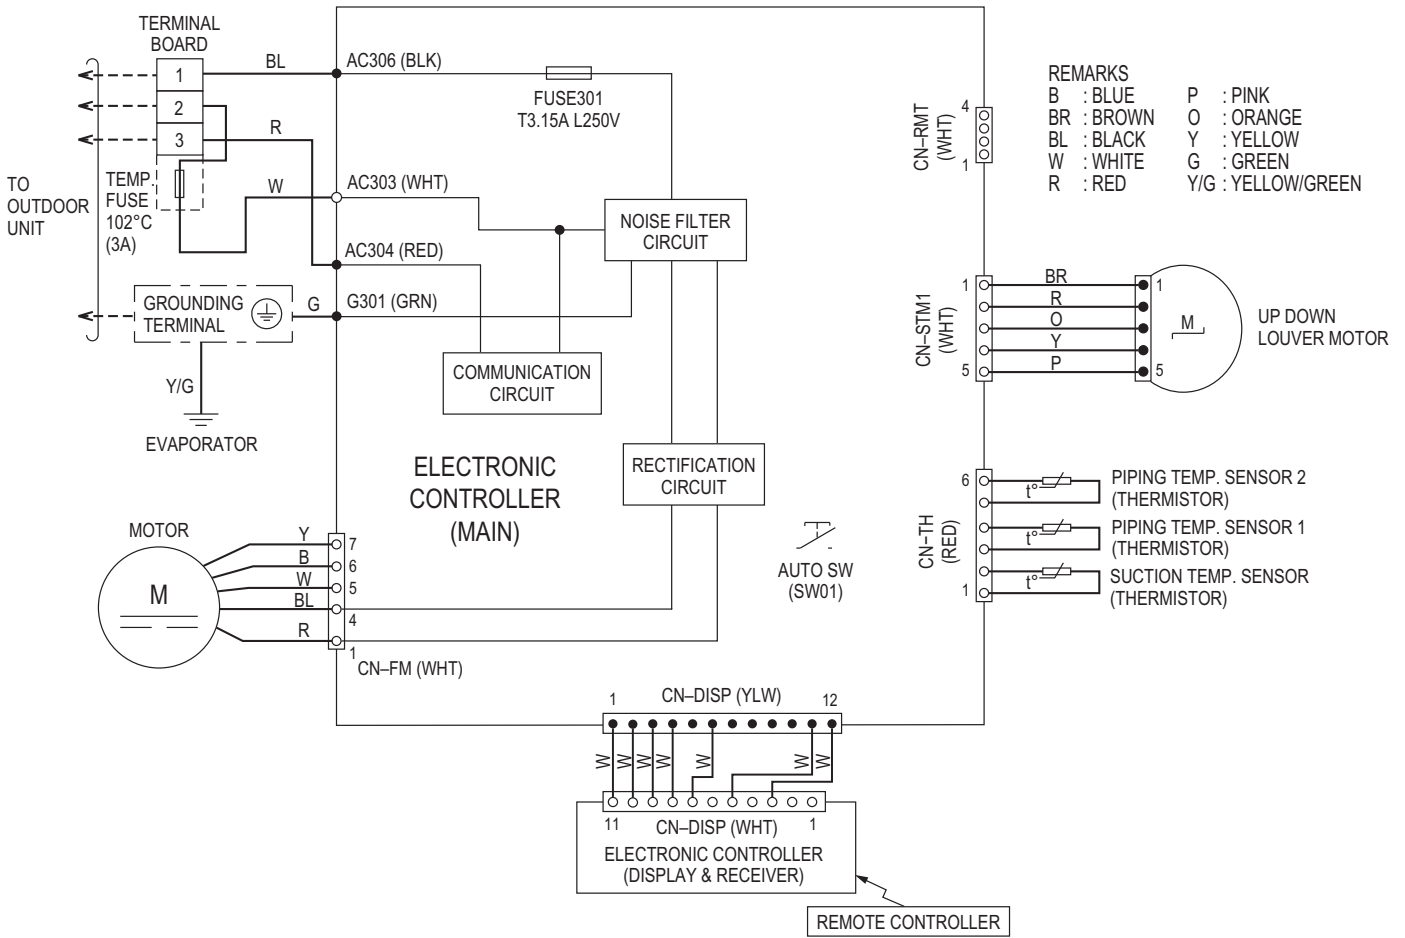 TERMINAL
BOARD
1
2
3
BL
R
W
TEMP.
FUSE
102°C
(3A)
TO
OUTDOOR
UNIT
GROUNDING
TERMINAL
G
Y/G
EVAPORATOR
AC306 (BLK)
FUSE301
T3.15A L250V
AC303 (WHT)
AC304 (RED)
G301 (GRN)
NOISE FILTER
CIRCUIT
COMMUNICATION
CIRCUIT
RECTIFICATION
CIRCUIT
ELECTRONIC
CONTROLLER
(MAIN)
AUTO SW
(SW01)
MOTOR
M
Y
B
W
BL
R
7
6
5
4
1
CN–FM (WHT)
CN–RMT
(WHT)
4
1
REMARKS
B : BLUE
BR : BROWN
BL : BLACK
W : WHITE
R : RED
P : PINK
O : ORANGE
Y : YELLOW
G : GREEN
Y/G : YELLOW/GREEN
CN–STM1
(WHT)
1
5
BR
R
O
Y
P
1
5
M
UP DOWN
LOUVER MOTOR
CN–TH
(RED)
6
1
t°
PIPING TEMP. SENSOR 2
(THERMISTOR)
t°
PIPING TEMP. SENSOR 1
(THERMISTOR)
t°
SUCTION TEMP. SENSOR
(THERMISTOR)
1 CN–DISP (YLW) 12
W W W W W W W
11 CN–DISP (WHT) 1
ELECTRONIC CONTROLLER
(DISPLAY & RECEIVER)
REMOTE CONTROLLER